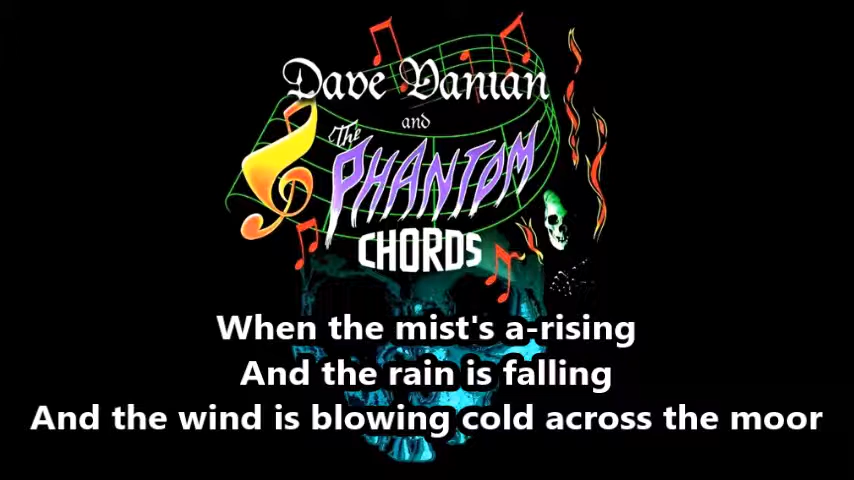 Dave Vanian
and
The
PHANTOM
CHORDS
When the mist's a-rising
And the rain is falling
And the wind is blowing cold across the moor